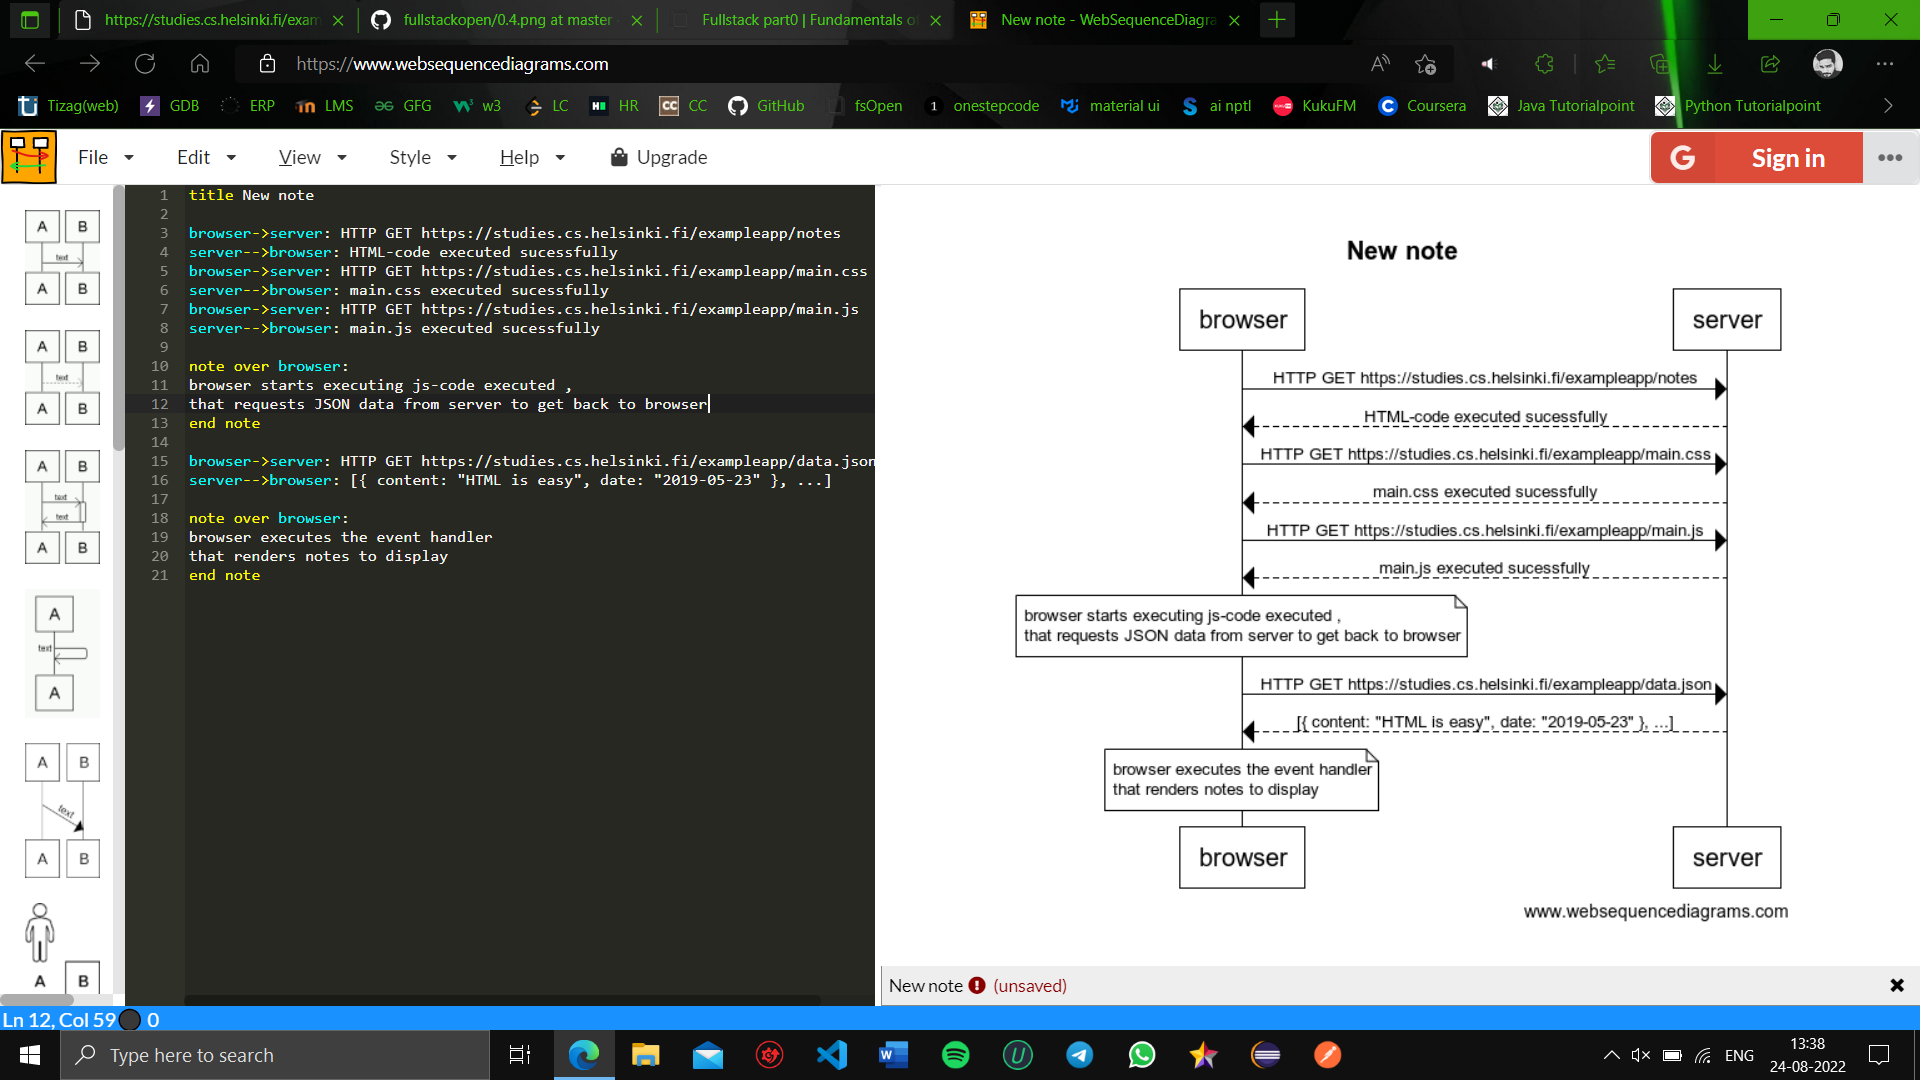 https://studies.cs.helsinki.fi/exam
fullstackopen/0.4.png at master
Fullstack part0 | Fundamentals of
New note - WebSequenceDiagra
https://www.websequencediagrams.com
Tizag(web)
GDB
ERP
LMS
GFG
w3
LC
HR
CC
GitHub
fsOpen
onestepcode
material ui
ai nptl
KukuFM
Coursera
Java Tutorialpoint
Python Tutorialpoint
File
Edit
View
Style
Help
Upgrade
G
Sign in
A B
text
A B
A B
text
A B
A B
text
text
A B
A
text
A
A B
text
A B
A B
1 title New note
2
3 browser->server: HTTP GET https://studies.cs.helsinki.fi/exampleapp/notes
4 server-->browser: HTML-code executed sucessfully
5 browser->server: HTTP GET https://studies.cs.helsinki.fi/exampleapp/main.css
6 server-->browser: main.css executed sucessfully
7 browser->server: HTTP GET https://studies.cs.helsinki.fi/exampleapp/main.js
8 server-->browser: main.js executed sucessfully
9
10 note over browser:
11 browser starts executing js-code executed ,
12 that requests JSON data from server to get back to browser
13 end note
14
15 browser->server: HTTP GET https://studies.cs.helsinki.fi/exampleapp/data.json
16 server-->browser: [{ content: "HTML is easy", date: "2019-05-23" }, ...]
17
18 note over browser:
19 browser executes the event handler
20 that renders notes to display
21 end note
New note
browser server
HTTP GET https://studies.cs.helsinki.fi/exampleapp/notes
HTML-code executed sucessfully
HTTP GET https://studies.cs.helsinki.fi/exampleapp/main.css
main.css executed sucessfully
HTTP GET https://studies.cs.helsinki.fi/exampleapp/main.js
main.js executed sucessfully
browser starts executing js-code executed ,
that requests JSON data from server to get back to browser
HTTP GET https://studies.cs.helsinki.fi/exampleapp/data.json
[{ content: "HTML is easy", date: "2019-05-23" }, ...]
browser executes the event handler
that renders notes to display
browser server
www.websequencediagrams.com
New note (unsaved)
Ln 12, Col 59 0
Type here to search
ENG
13:38
24-08-2022